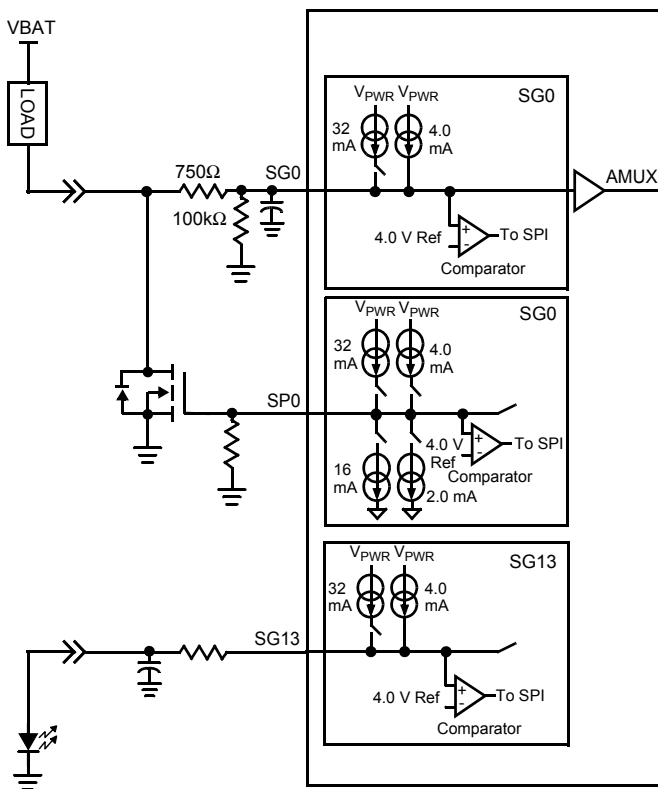 VBAT
LOAD
750Ω
100kΩ
SG0
VPWR VPWR
SG0
32 mA
4.0 mA
4.0 V Ref
+
-
To SPI
Comparator
AMUX
VPWR VPWR
SG0
32 mA
4.0 mA
SP0
4.0 V Ref
+
-
To SPI
Comparator
16 mA
2.0 mA
VPWR VPWR
SG13
32 mA
4.0 mA
SG13
4.0 V Ref
+
-
To SPI
Comparator